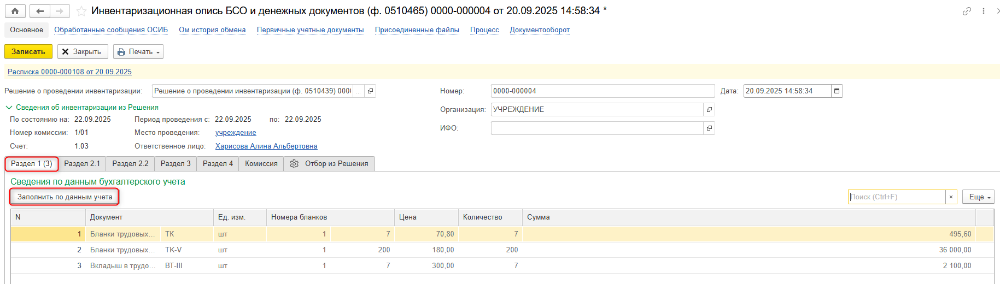 Инвентаризационная опись БСО и денежных документов (ф. 0510465) 0000-000004 от 20.09.2025 14:58:34 *
Основное Обработанные сообщения ОСИБ Ом история обмена Первичные учетные документы Присоединенные файлы Процесс Документооборот
Записать Закрыть Печать
Расписка 0000-000108 от 20.09.2025
Решение о проведении инвентаризации: Решение о проведении инвентаризации (ф. 0510439) 000 ... Номер: 0000-000004 Дата: 20.09.2025 14:58:34
Сведения об инвентаризации из Решения Организация: УЧРЕЖДЕНИЕ
По состоянию на: 22.09.2025 Период проведения с: 22.09.2025 по: 22.09.2025
Номер комиссии: 1/01 Место проведения: учреждение ИФО:
Счет: 1.03 Ответственное лицо: Харисова Алина Альбертовна
Раздел 1 (3) Раздел 2.1 Раздел 2.2 Раздел 3 Раздел 4 Комиссия Отбор из Решения
Сведения по данным бухгалтерского учета
Заполнить по данным учета Поиск (Ctrl+F) × Еще
N Документ Ед. изм. Номера бланков Цена Количество Сумма
1 Бланки трудовых... ТК шт 1 7 70,80 7 495,60
2 Бланки трудовых... ТК-V шт 1 200 180,00 200 36 000,00
3 Вкладыш в трудо... ВТ-III шт 1 7 300,00 7 2 100,00